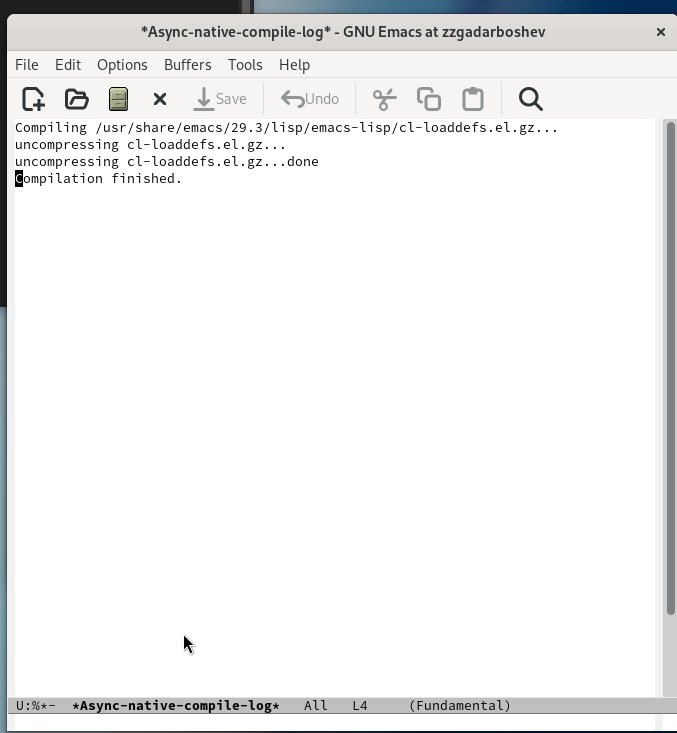 *Async-native-compile-log* - GNU Emacs at zzgadarboshev
File Edit Options Buffers Tools Help
Save Undo
Compiling /usr/share/emacs/29.3/lisp/emacs-lisp/cl-loaddefs.el.gz...
uncompressing cl-loaddefs.el.gz...
uncompressing cl-loaddefs.el.gz...done
Compilation finished.
U:%*- *Async-native-compile-log* All L4 (Fundamental)